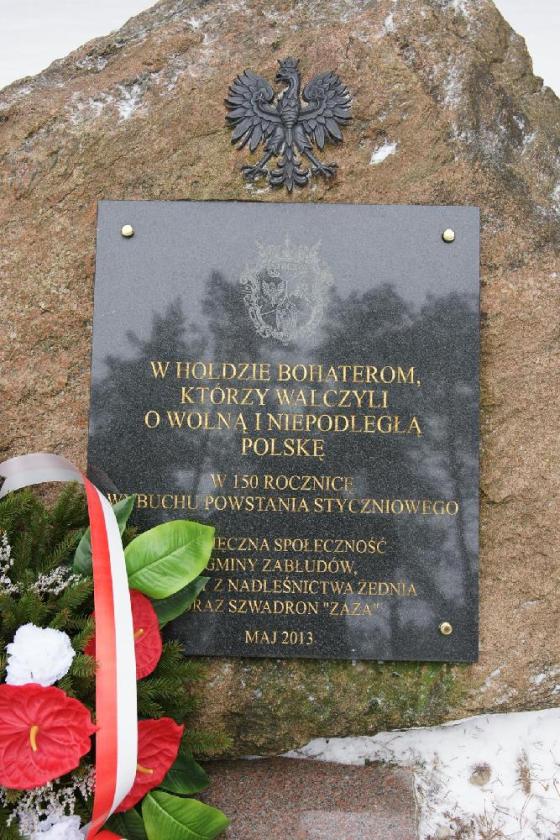 W HOŁDZIE BOHATEROM,
KTÓRZY WALCZYLI
O WOLNĄ I NIEPODLEGŁĄ
POLSKĘ
W 150 ROCZNICĘ
WYBUCHU POWSTANIA STYCZNIOWEGO
SPOŁECZNOŚĆ
GMINY ZABŁUDÓW,
Z NADLEŚNICTWA ŻEDNIA
ORAZ SZWADRON "ZAZA"
MAJ 2013